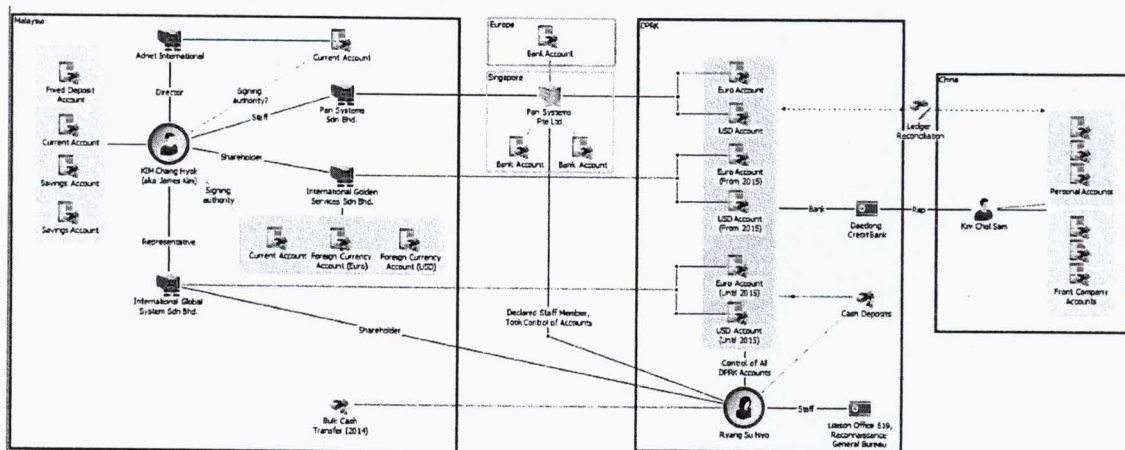 Malaysia
Adnet International
Current Account
Fixed Deposit
Account
Current Account
Savings Account
Savings Account
Director
Signing
authority?
Staff
Pan Systems
Sdn Bhd.
KIM Chang Hyok
(aka James Kim)
Shareholder
Signing
authority
International Golden
Services Sdn Bhd.
Representative
Current Account
Foreign Currency
Account (Euro)
Foreign Currency
Account (USD)
International Global
System Sdn Bhd.
Shareholder
Bulk Cash
Transfer (2014)
Europe
Bank Account
Singapore
Pan Systems
Pte Ltd.
Bank Account
Bank Account
Declared Staff Member,
Took Control of Accounts
DPRK
Euro Account
USD Account
Euro Account
(From 2015)
USD Account
(From 2015)
Euro Account
(Until 2015)
USD Account
(Until 2015)
Control of All
DPRK Accounts
Ryang Su Nyo
Staff
Liaison Office 519,
Reconnaissance
General Bureau
Bank
Daedong
Credit Bank
Cash Deposits
Ledger
Reconciliation
Rep
China
Kim Chol Sam
Personal Accounts
Front Company
Accounts